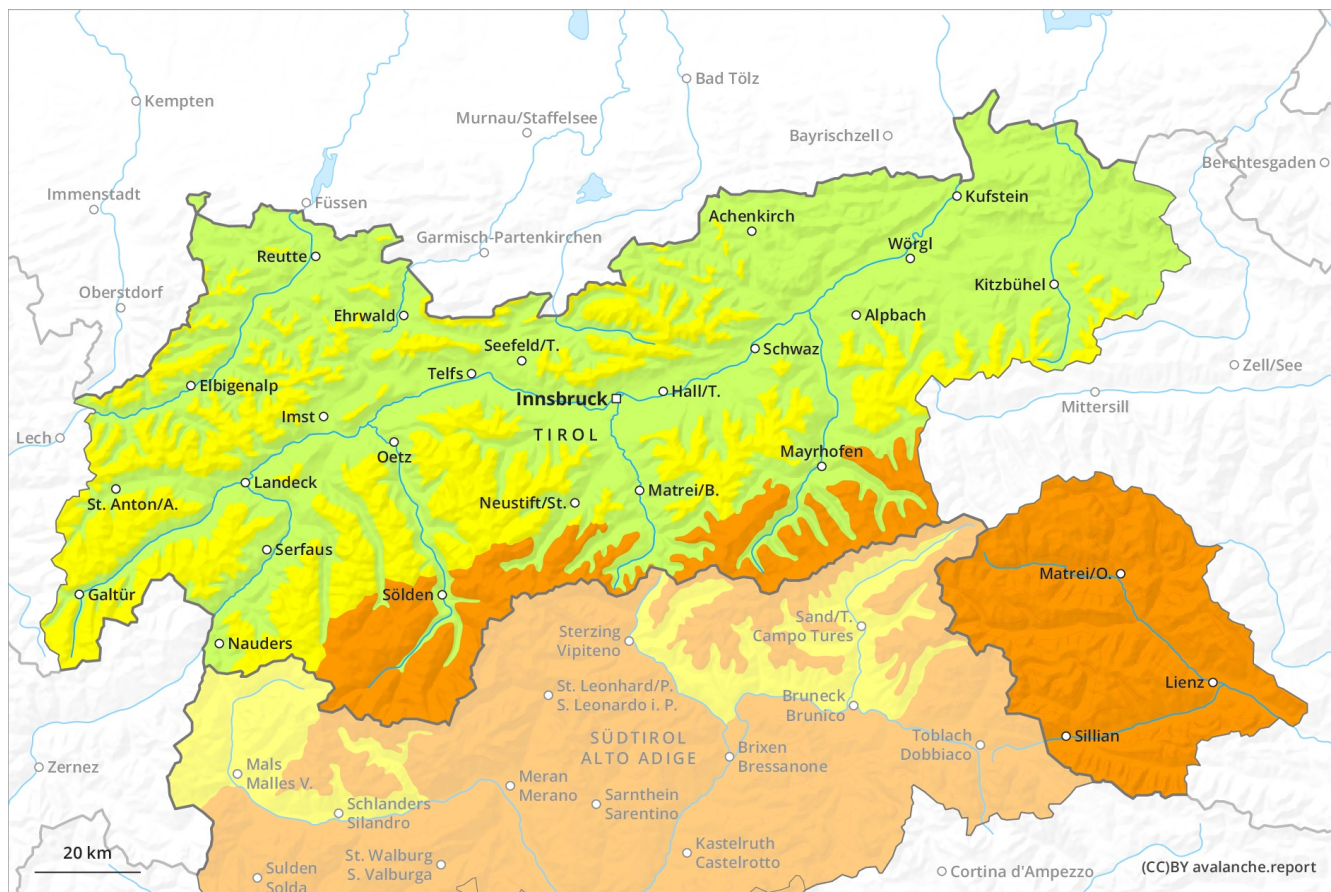 Kempten
Bad Tölz
Murnau/Staffelsee
Bayrischzell
Berchtesgaden
Immenstadt
Füssen
Kufstein
Achenkirch
Garmisch-Partenkirchen
Wörgl
Reutte
Kitzbühel
Oberstdorf
Ehrwald
Alpbach
Seefeld/T.
Schwaz
Zell/See
Telfs
Elbigenalp
Hall/T.
Innsbruck
Mittersill
Imst
TIROL
Lech
Mayrhofen
Oetz
Landeck
Matrei/B.
St. Anton/A.
Neustift/St.
Serfaus
Matrei/O.
Galtür
Sölden
Sand/T.
Campo Tures
Sterzing
Vipiteno
Nauders
Lienz
St. Leonhard/P.
S. Leonardo i. P.
Bruneck
Brunico
Sillian
SÜDTIROL
ALTO ADIGE
Toblach
Dobbiaco
Brixen
Bressanone
Zernez
Mals
Malles V.
Meran
Merano
Sarnthein
Sarentino
Schlanders
Silandro
Kastelruth
Castelrotto
20 km
St. Walburg
S. Valburga
Sulden
Solda
Cortina d'Ampezzo
(CC)BY avalanche.report